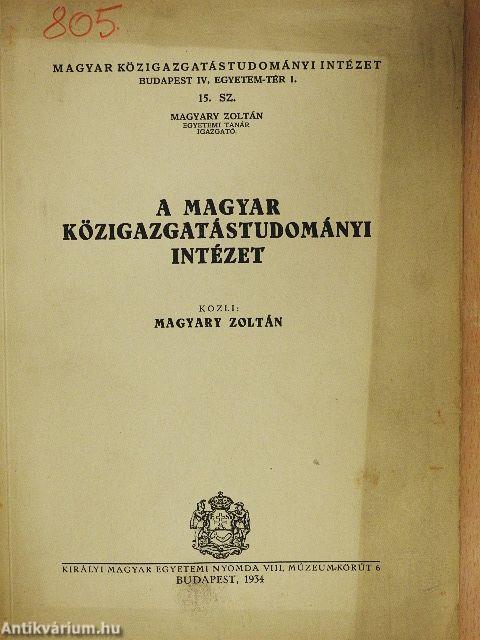 805.
MAGYAR KÖZIGAZGATÁSTUDOMÁNYI INTÉZET
BUDAPEST IV, EGYETEM-TÉR 1.
15. SZ.
MAGYARY ZOLTÁN
EGYETEMI TANÁR
IGAZGATÓ
A MAGYAR
KÖZIGAZGATÁSTUDOMÁNYI
INTÉZET
KÖZLI:
MAGYARY ZOLTÁN
KIRÁLYI MAGYAR EGYETEMI NYOMDA VIII, MÚZEUM-KÖRÚT 6
BUDAPEST, 1934
Antikvárium.hu